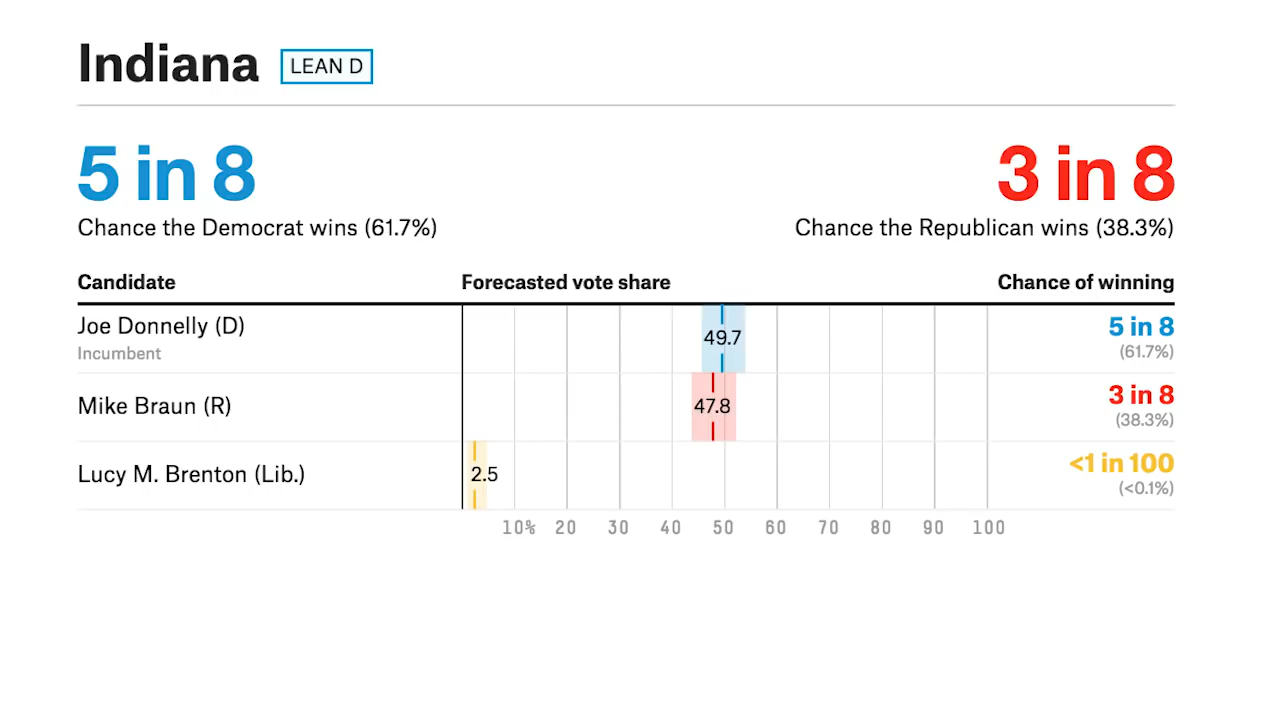 Indiana LEAN D
5 in 8 3 in 8
Chance the Democrat wins (61.7%) Chance the Republican wins (38.3%)
Candidate Forecasted vote share Chance of winning
Joe Donnelly (D) 49.7 5 in 8
Incumbent (61.7%)
Mike Braun (R) 47.8 3 in 8
(38.3%)
Lucy M. Brenton (Lib.) 2.5 <1 in 100
(<0.1%)
10% 20 30 40 50 60 70 80 90 100